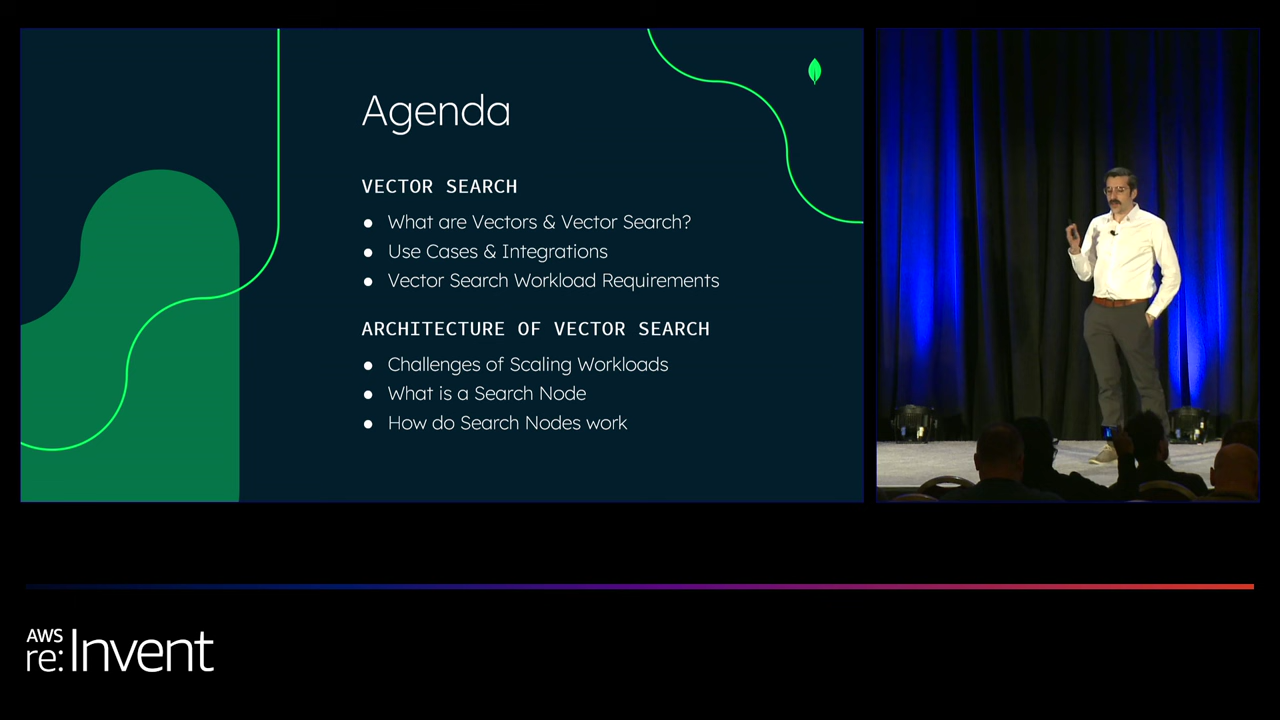 Agenda
VECTOR SEARCH
● What are Vectors & Vector Search?
● Use Cases & Integrations
● Vector Search Workload Requirements
ARCHITECTURE OF VECTOR SEARCH
● Challenges of Scaling Workloads
● What is a Search Node
● How do Search Nodes work
AWS
re:Invent